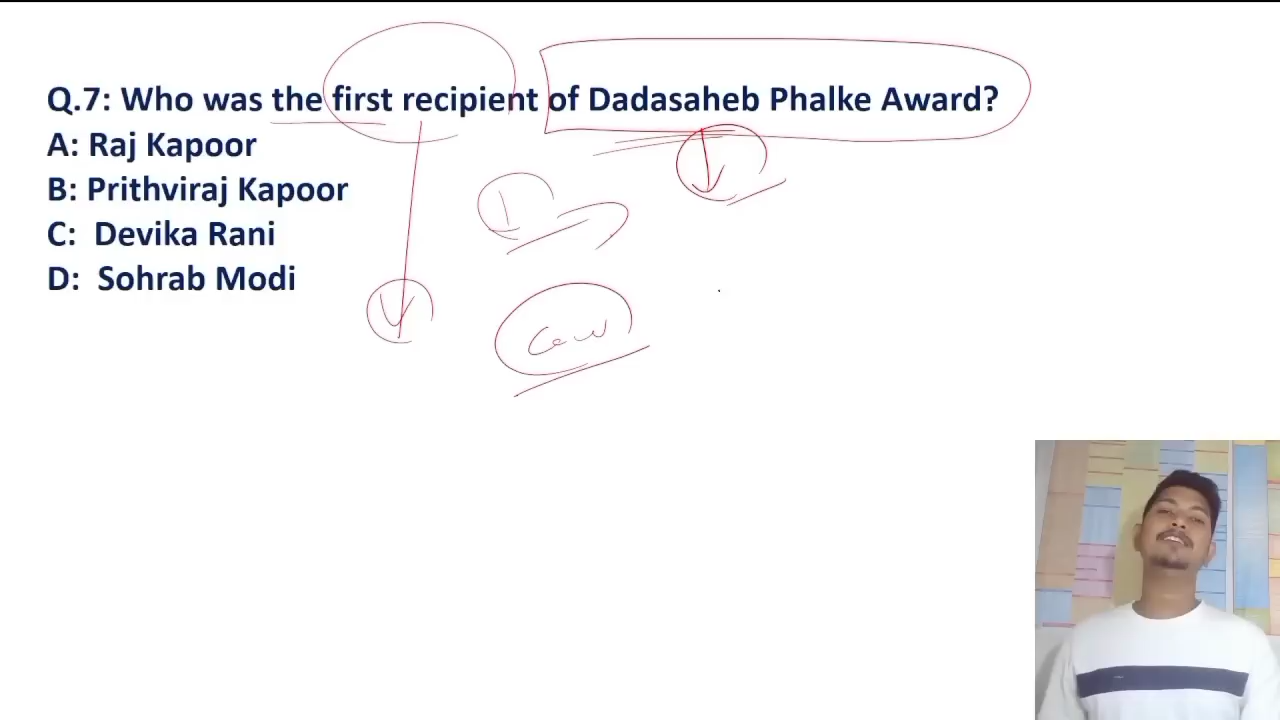 Q.7: Who was the first recipient of Dadasaheb Phalke Award?
A: Raj Kapoor
B: Prithviraj Kapoor
C: Devika Rani
D: Sohrab Modi